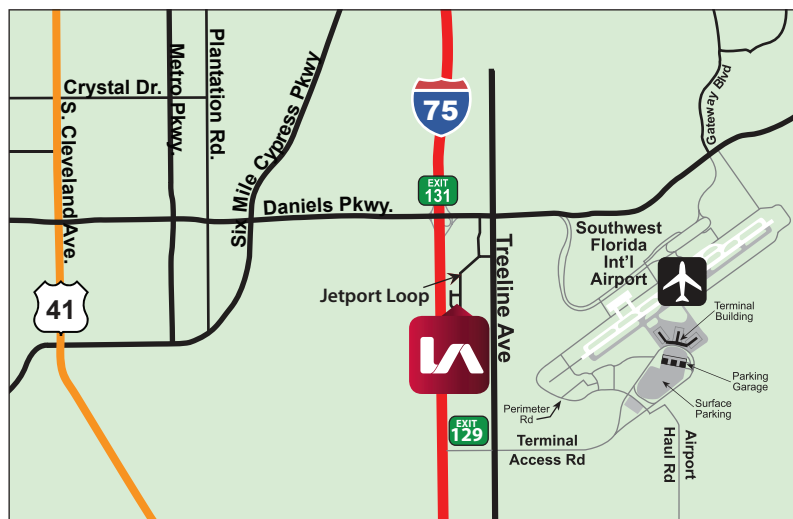 Crystal Dr.
S. Cleveland Ave.
Metro Pkwy.
Plantation Rd.
Six Mile Cypress Pkwy
Gateway Blvd
75
EXIT
131
Daniels Pkwy.
Treeline Ave
Southwest
Florida
Int'l
Airport
Jetport Loop
41
Terminal
Building
Parking
Garage
Surface
Parking
Perimeter
Rd
EXIT
129
Terminal
Access Rd
Airport
Haul Rd